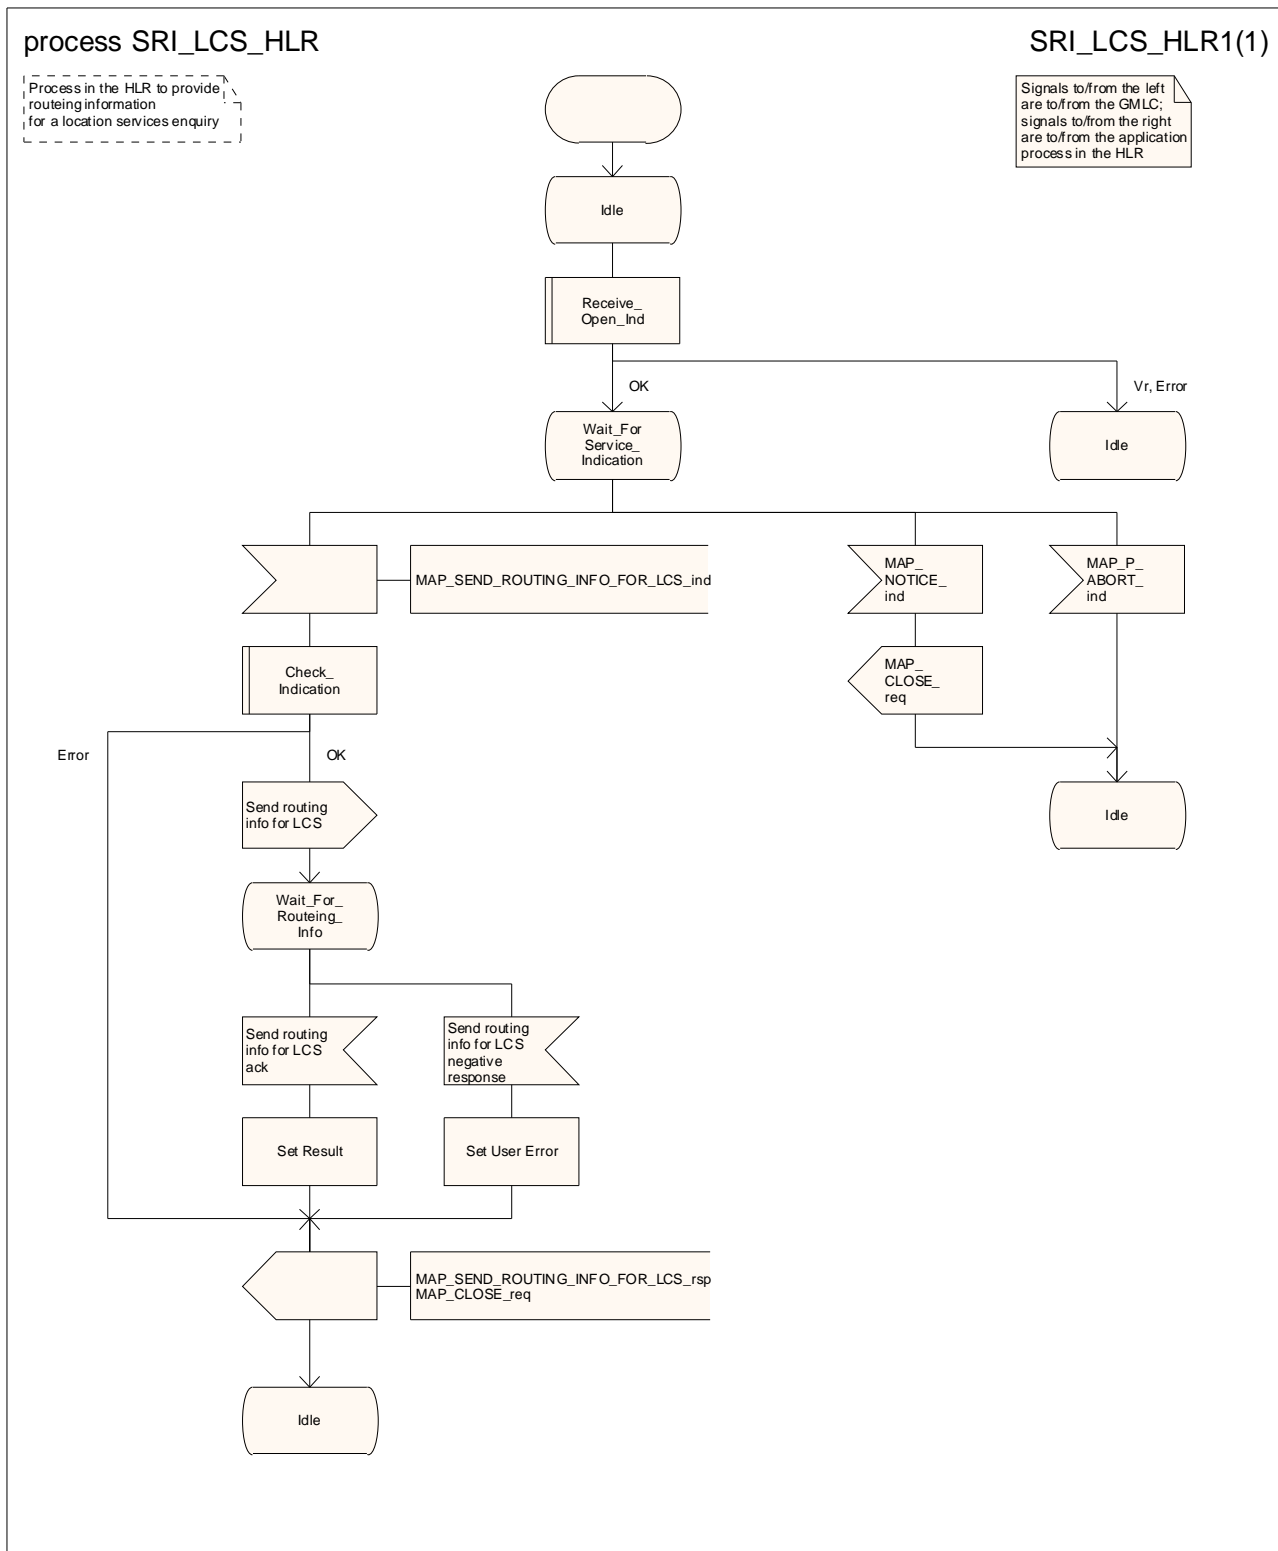 process SRI_LCS_HLR
SRI_LCS_HLR1(1)
Process in the HLR to provide
routeing information
for a location services enquiry
Signals to/from the left
are to/from the GMLC;
signals to/from the right
are to/from the application
process in the HLR
Idle
Receive_
Open_Ind
OK
Vr, Error
Wait_For
Service_
Indication
Idle
MAP_SEND_ROUTING_INFO_FOR_LCS_ind
MAP_
NOTICE_
ind
MAP_P_
ABORT_
ind
Check_
Indication
MAP_
CLOSE_
req
Error
OK
Send routing
info for LCS
Idle
Wait_For_
Routeing_
Info
Send routing
info for LCS
ack
Send routing
info for LCS
negative
response
Set Result
Set User Error
MAP_SEND_ROUTING_INFO_FOR_LCS_rsp
MAP_CLOSE_req
Idle